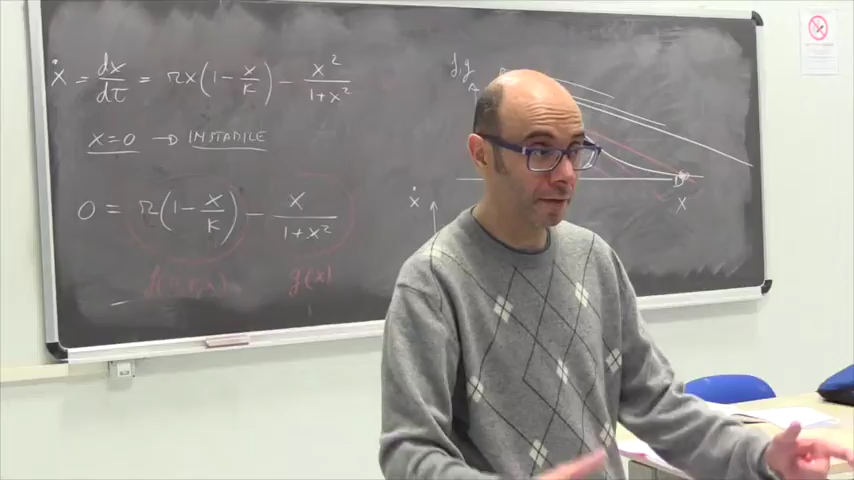 ẋ = dx/dτ = rx(1 - x/K) - x²/(1+x²)
x=0 → INSTABILE
0 = r(1 - x/K) - x/(1+x²)
g(x)
f,g
ẋ
x